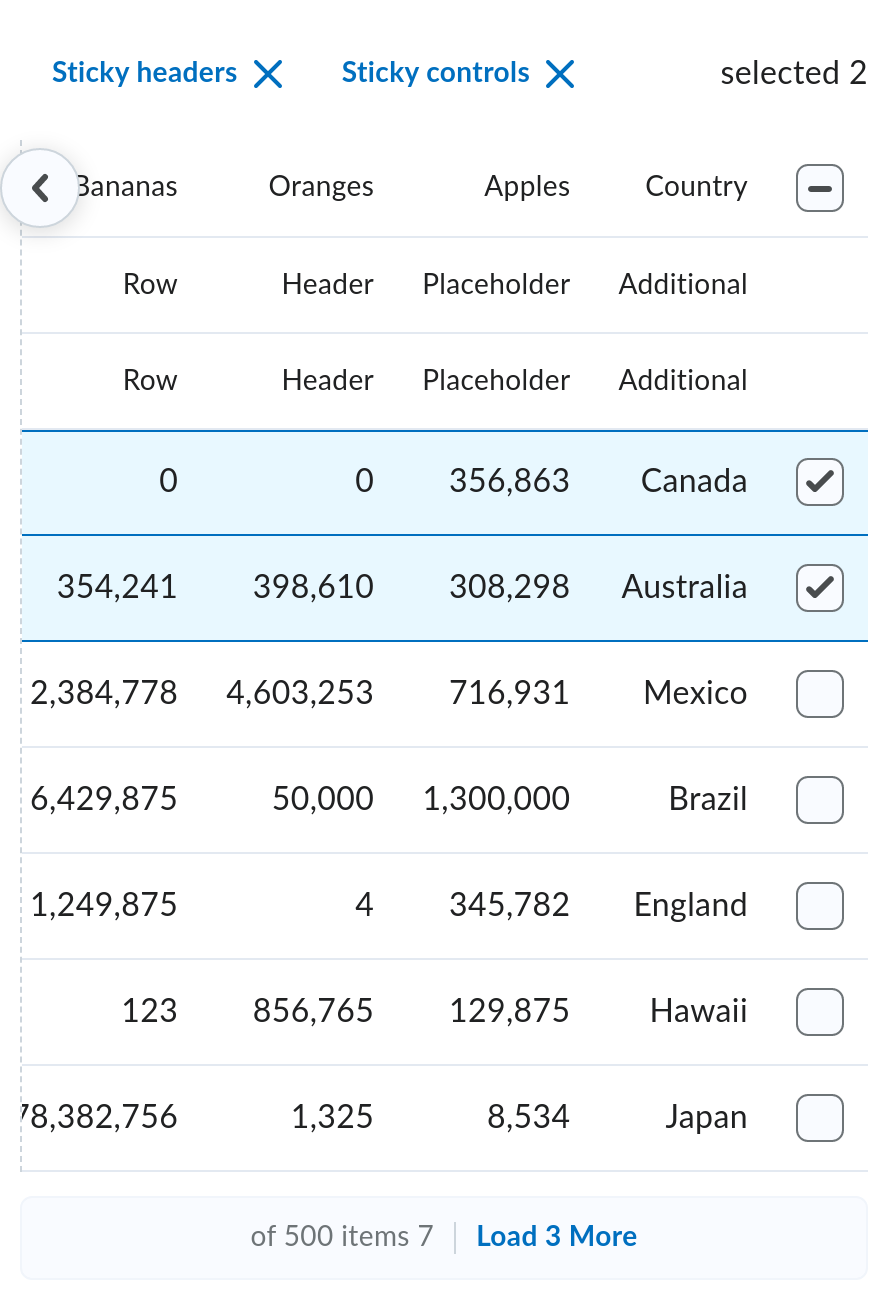 Sticky headers Sticky controls selected 2
Bananas Oranges Apples Country
Row Header Placeholder Additional
Row Header Placeholder Additional
0 0 356,863 Canada
354,241 398,610 308,298 Australia
2,384,778 4,603,253 716,931 Mexico
6,429,875 50,000 1,300,000 Brazil
1,249,875 4 345,782 England
123 856,765 129,875 Hawaii
78,382,756 1,325 8,534 Japan
of 500 items 7 Load 3 More